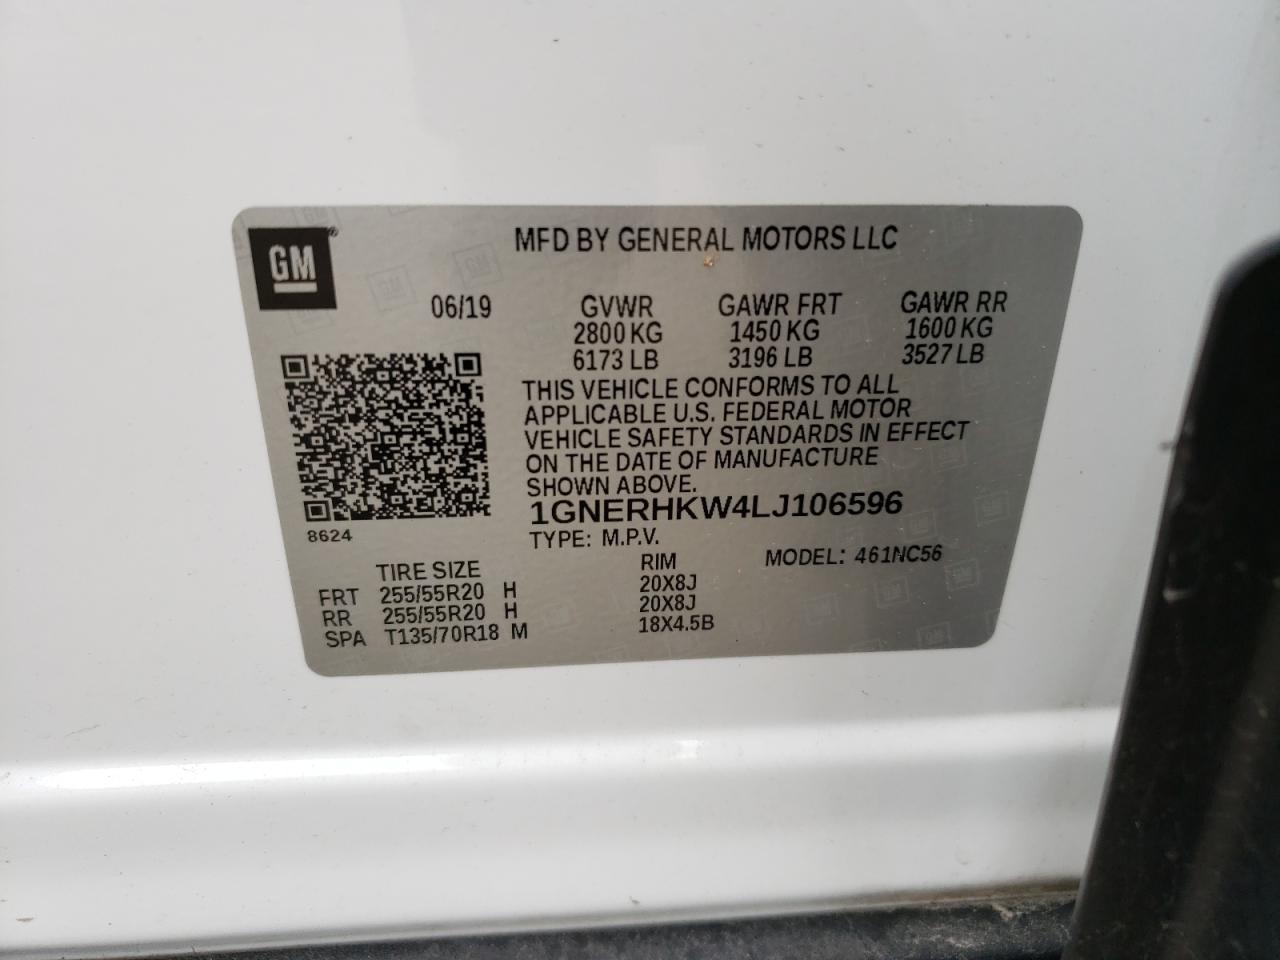 GM®
MFD BY GENERAL MOTORS LLC
06/19 GVWR GAWR FRT GAWR RR
2800 KG 1450 KG 1600 KG
6173 LB 3196 LB 3527 LB
THIS VEHICLE CONFORMS TO ALL
APPLICABLE U.S. FEDERAL MOTOR
VEHICLE SAFETY STANDARDS IN EFFECT
ON THE DATE OF MANUFACTURE
SHOWN ABOVE.
1GNERHKW4LJ106596
8624
TYPE: M.P.V. MODEL: 461NC56
TIRE SIZE RIM
FRT 255/55R20 H 20X8J
RR 255/55R20 H 20X8J
SPA T135/70R18 M 18X4.5B